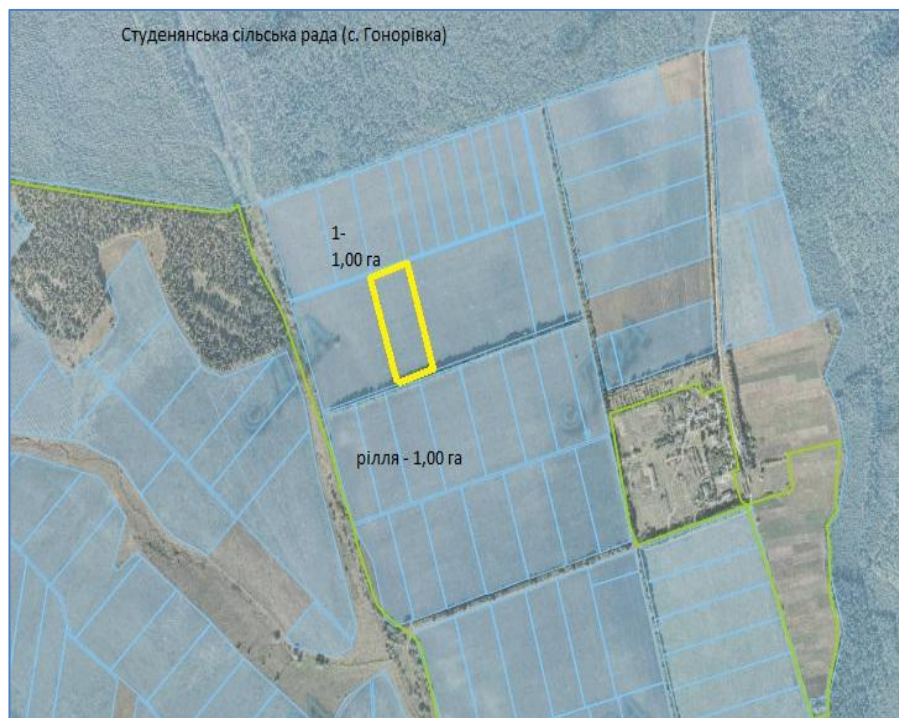 Студенянська сільська рада (с. Гонорівка)
1-
1,00 га
рілля - 1,00 га